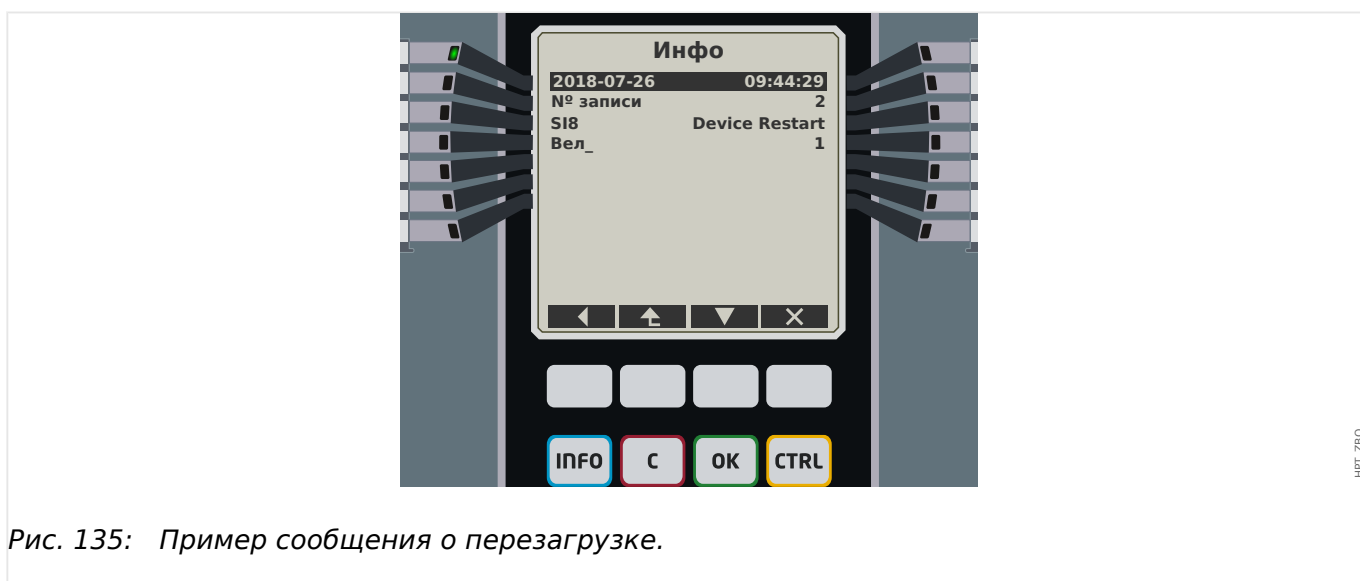 Инфо
2018-07-26 09:44:29
№ записи 2
SI8 Device Restart
Вел_ 1
INFO C OK CTRL
HPT_ZBO
Рис. 135: Пример сообщения о перезагрузке.